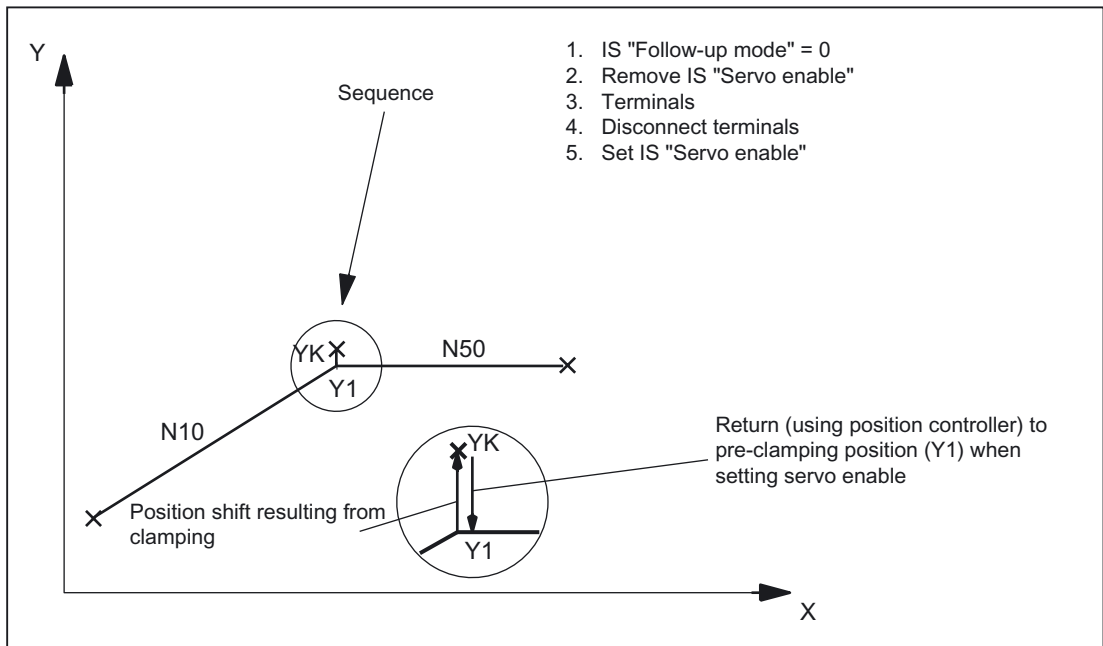 Y
1. IS "Follow-up mode" = 0
2. Remove IS "Servo enable"
3. Terminals
4. Disconnect terminals
5. Set IS "Servo enable"
Sequence
YK
N50
Y1
N10
YK
Return (using position controller) to
pre-clamping position (Y1) when
setting servo enable
Position shift resulting from
clamping
Y1
X